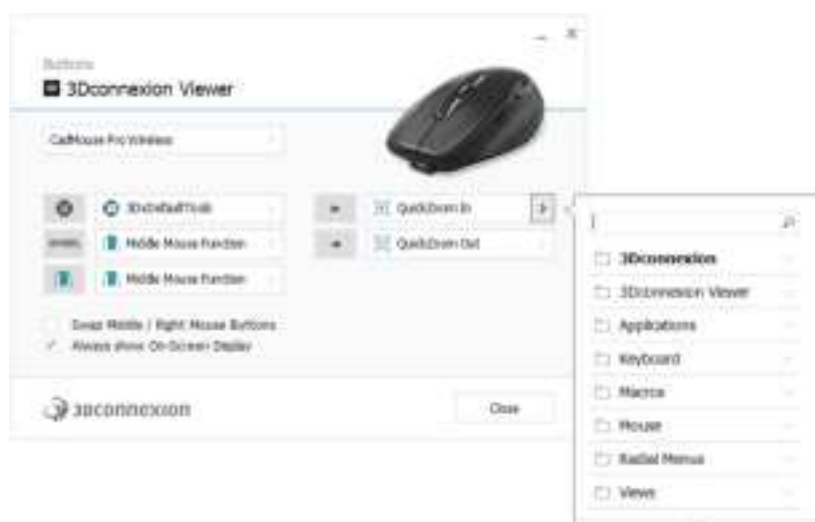 Buttons
3Dconnexion Viewer
CadMouse Pro Wireless
3DxDefaultTools
QuickZoom In
WHEEL
Middle Mouse Function
QuickZoom Out
Middle Mouse Function
Swap Middle / Right Mouse Buttons
Always show On-Screen Display
3Dconnexion
Close
3Dconnexion
3Dconnexion Viewer
Applications
Keyboard
Macros
Mouse
Radial Menus
Views